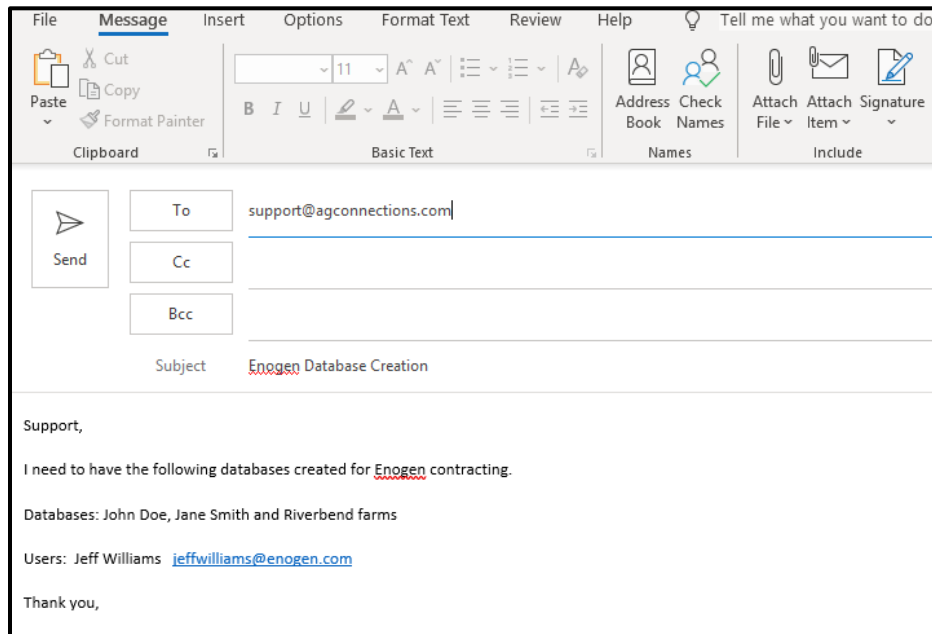 File Message Insert Options Format Text Review Help Tell me what you want to do
Paste
Cut
Copy
Format Painter
Clipboard
11
A A
B I U A
Basic Text
Address Book
Check Names
Names
Attach File
Attach Item
Signature
Include
Send
To support@agconnections.com
Cc
Bcc
Subject Enogen Database Creation
Support,
I need to have the following databases created for Enogen contracting.
Databases: John Doe, Jane Smith and Riverbend farms
Users: Jeff Williams jeffwilliams@enogen.com
Thank you,